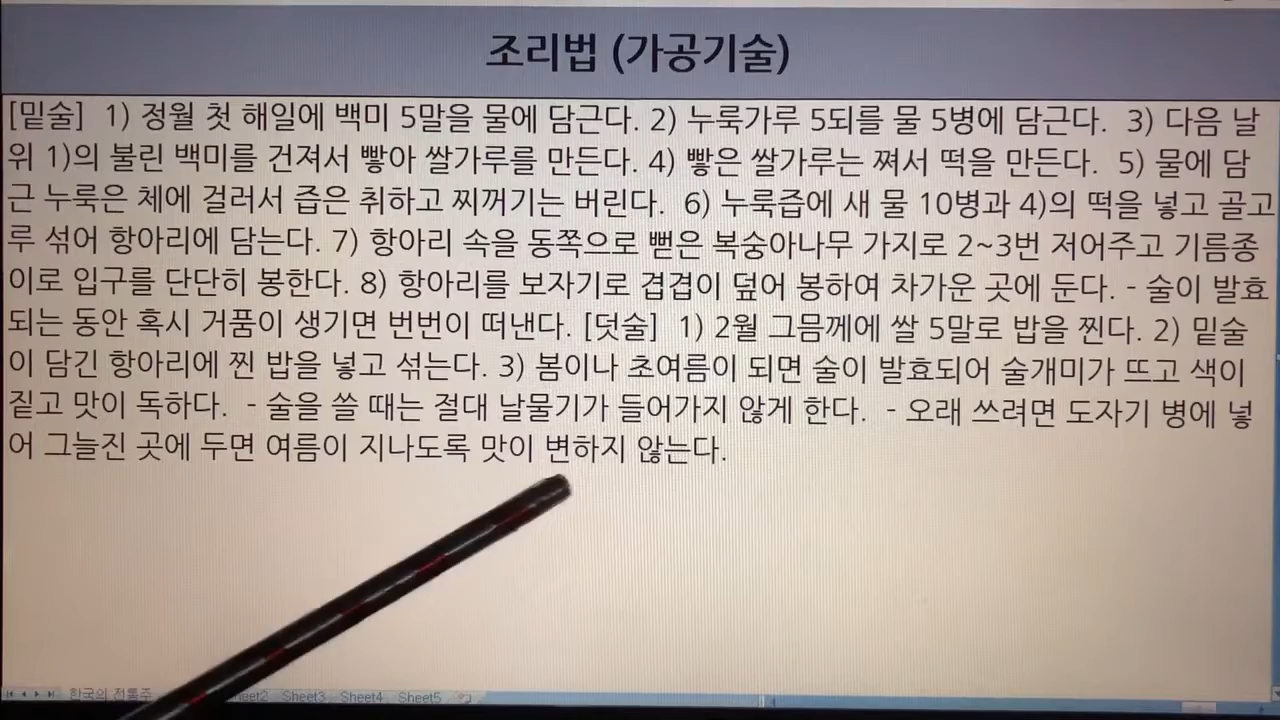 조리법 (가공기술)
[밑술] 1) 정월 첫 해일에 백미 5말을 물에 담근다. 2) 누룩가루 5되를 물 5병에 담근다. 3) 다음 날
위 1)의 불린 백미를 건져서 빻아 쌀가루를 만든다. 4) 빻은 쌀가루는 쪄서 떡을 만든다. 5) 물에 담
근 누룩은 체에 걸러서 즙은 취하고 찌꺼기는 버린다. 6) 누룩즙에 새 물 10병과 4)의 떡을 넣고 골고
루 섞어 항아리에 담는다. 7) 항아리 속을 동쪽으로 뻗은 복숭아나무 가지로 2~3번 저어주고 기름종
이로 입구를 단단히 봉한다. 8) 항아리를 보자기로 겹겹이 덮어 봉하여 차가운 곳에 둔다. - 술이 발효
되는 동안 혹시 거품이 생기면 번번이 떠낸다. [덧술] 1) 2월 그믐께에 쌀 5말로 밥을 찐다. 2) 밑술
이 담긴 항아리에 찐 밥을 넣고 섞는다. 3) 봄이나 초여름이 되면 술이 발효되어 술개미가 뜨고 색이
짙고 맛이 독하다. - 술을 쓸 때는 절대 날물기가 들어가지 않게 한다. - 오래 쓰려면 도자기 병에 넣
어 그늘진 곳에 두면 여름이 지나도록 맛이 변하지 않는다.
한국의 전통주 Sheet3 Sheet4 Sheet5